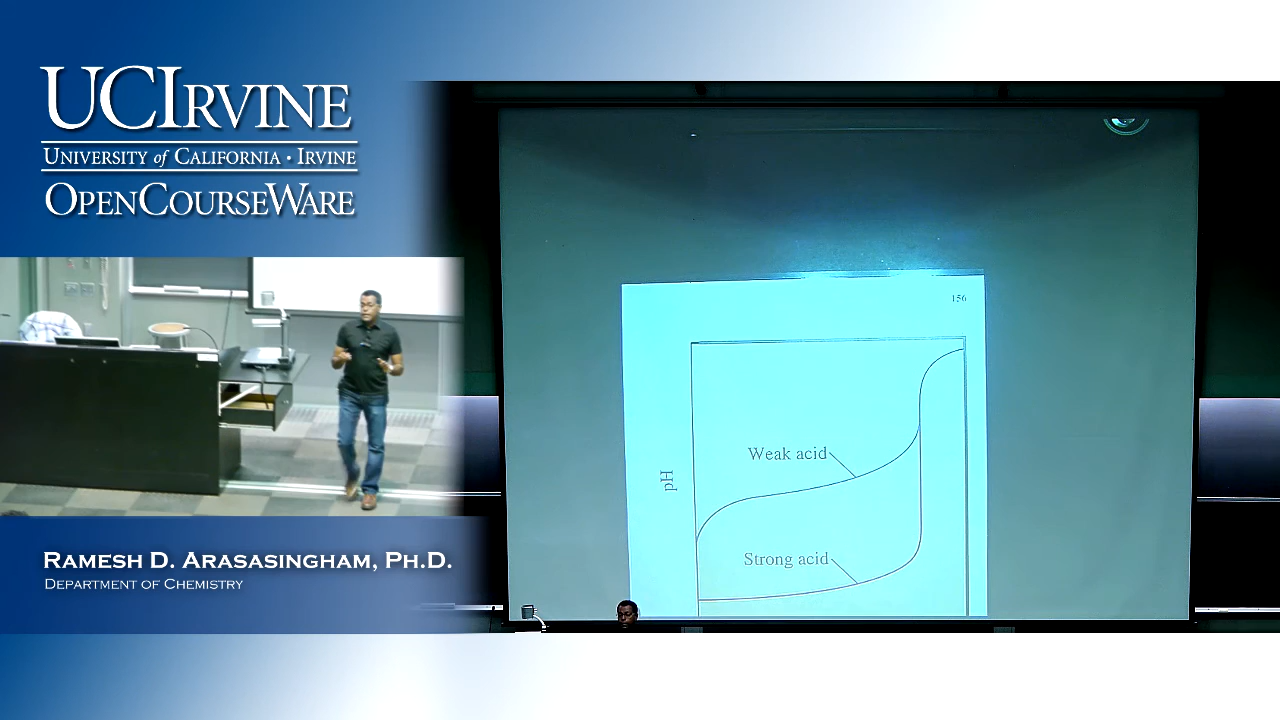 UCIRVINE
UNIVERSITY of CALIFORNIA · IRVINE
OPENCOURSEWARE
RAMESH D. ARASASINGHAM, PH.D.
DEPARTMENT OF CHEMISTRY
156
Weak acid
pH
Strong acid